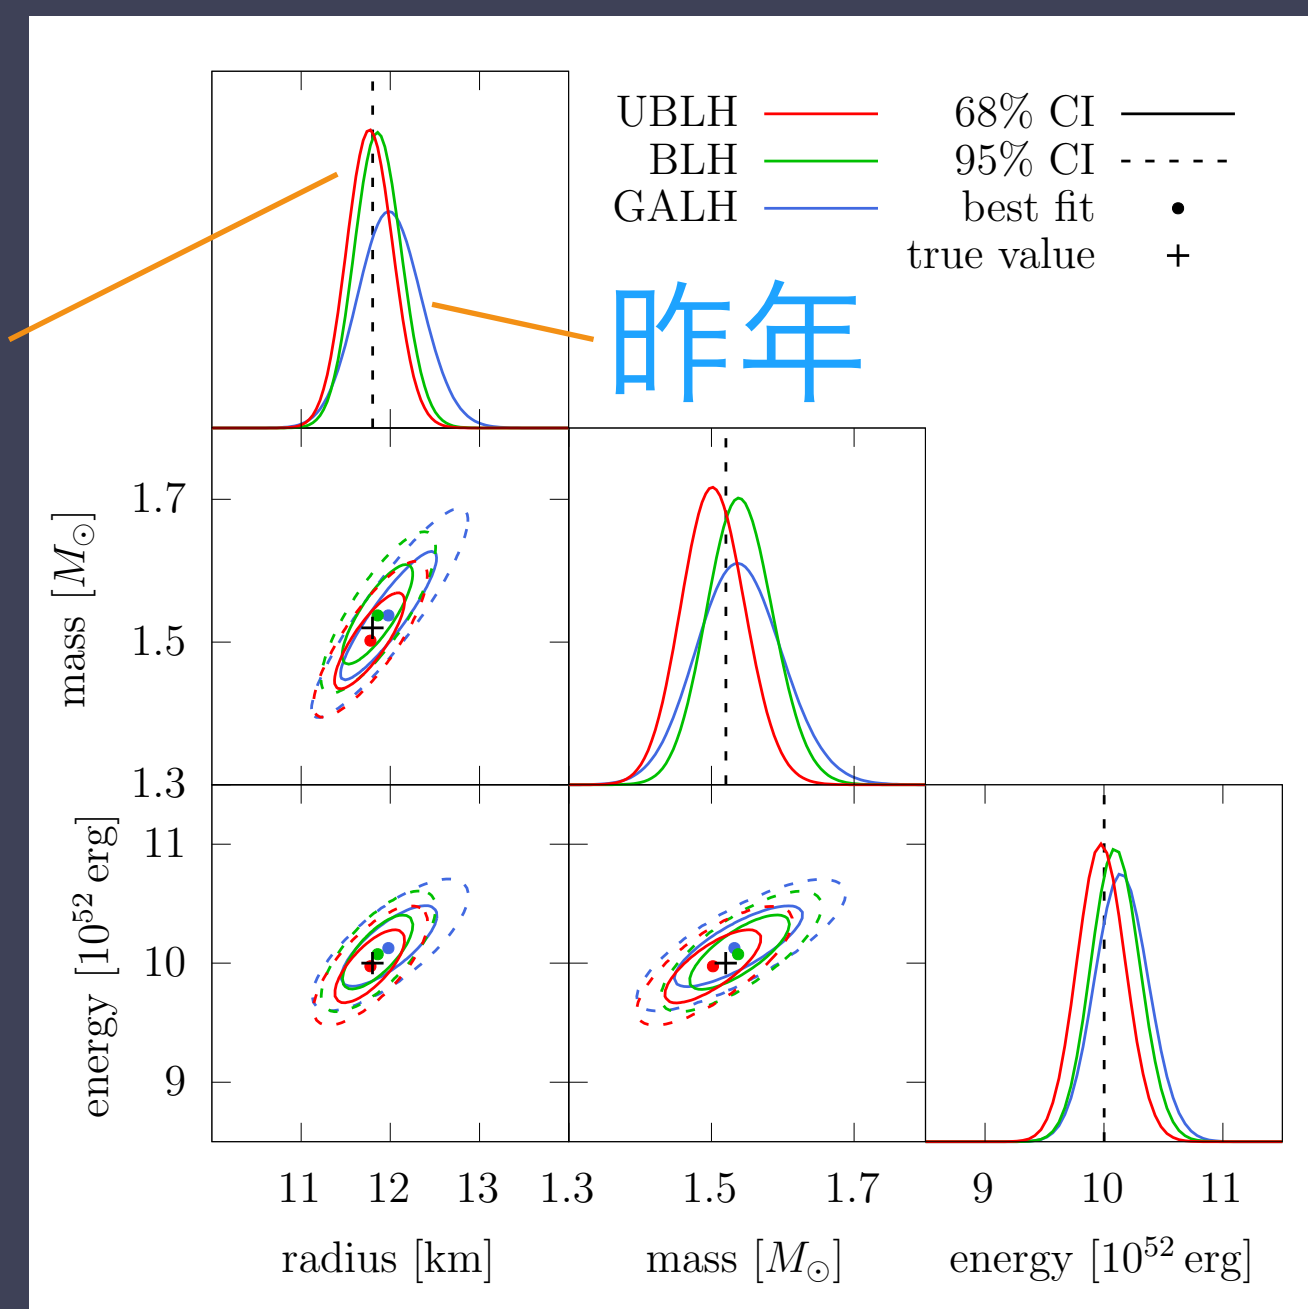 UBLH
BLH
GALH
68% CI
95% CI
best fit
true value
昨年
1.7
1.5
1.3
mass [M⊙]
11
10
9
energy [10⁵² erg]
11 12 13 1.3 1.5 1.7 9 10 11
radius [km] mass [M⊙] energy [10⁵² erg]